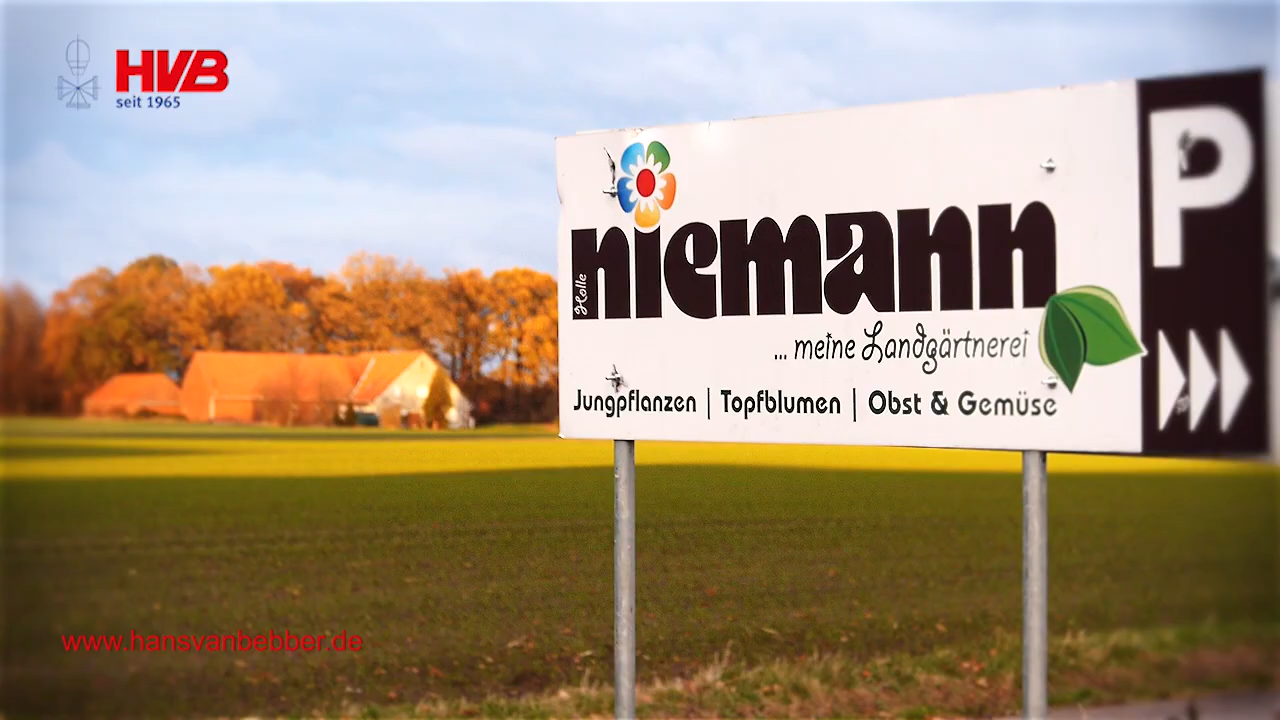 HVB
seit 1965
P
Holle
niemann
... meine Landgärtnerei
Jungpflanzen | Topfblumen | Obst & Gemüse
www.hansvanbebber.de